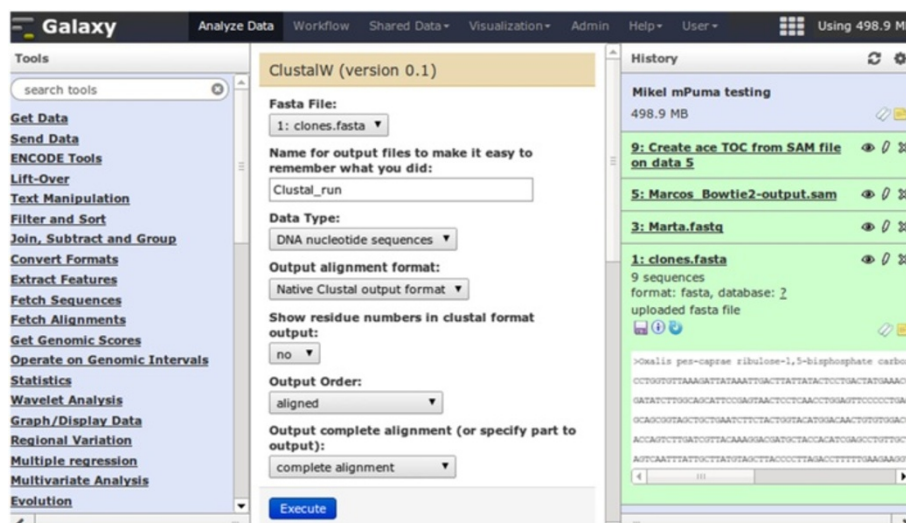 Galaxy
Analyze Data Workflow Shared Data Visualization Admin Help User Using 498.9 M
Tools
search tools
Get Data
Send Data
ENCODE Tools
Lift-Over
Text Manipulation
Filter and Sort
Join, Subtract and Group
Convert Formats
Extract Features
Fetch Sequences
Fetch Alignments
Get Genomic Scores
Operate on Genomic Intervals
Statistics
Wavelet Analysis
Graph/Display Data
Regional Variation
Multiple regression
Multivariate Analysis
Evolution
ClustalW (version 0.1)
Fasta File:
1: clones.fasta
Name for output files to make it easy to
remember what you did:
Clustal_run
Data Type:
DNA nucleotide sequences
Output alignment format:
Native Clustal output format
Show residue numbers in clustal format
output:
no
Output Order:
aligned
Output complete alignment (or specify part to
output):
complete alignment
Execute
History
Mikel mPuma testing
498.9 MB
9: Create ace TOC from SAM file
on data 5
5: Marcos_Bowtie2-output.sam
3: Marta.fastq
1: clones.fasta
9 sequences
format: fasta, database: ?
uploaded fasta file
>Oxalis pes-caprae ribulose-1,5-bisphosphate carbo
CCTGGTGTTAAAGATTATAAATTGACTTATTATACTCCTGACTATGAAAC
GATATCTTGGCAGCATTCCGAGTAACTCCTCAACCTGGAGTTCCCCCTGA
GCAGCGGTAGCTGCTGAATCTTCTACTGGTACATGGACAACTGTGTGGAC
ACCAGTCTTGATCGTTACAAAGGACGATGCTACCACATCGAGCCTGTTGC
AGTCAATTTATTGCTTATGTAGCTTACCCCTTAGACCTTTTTGAAGAAGG